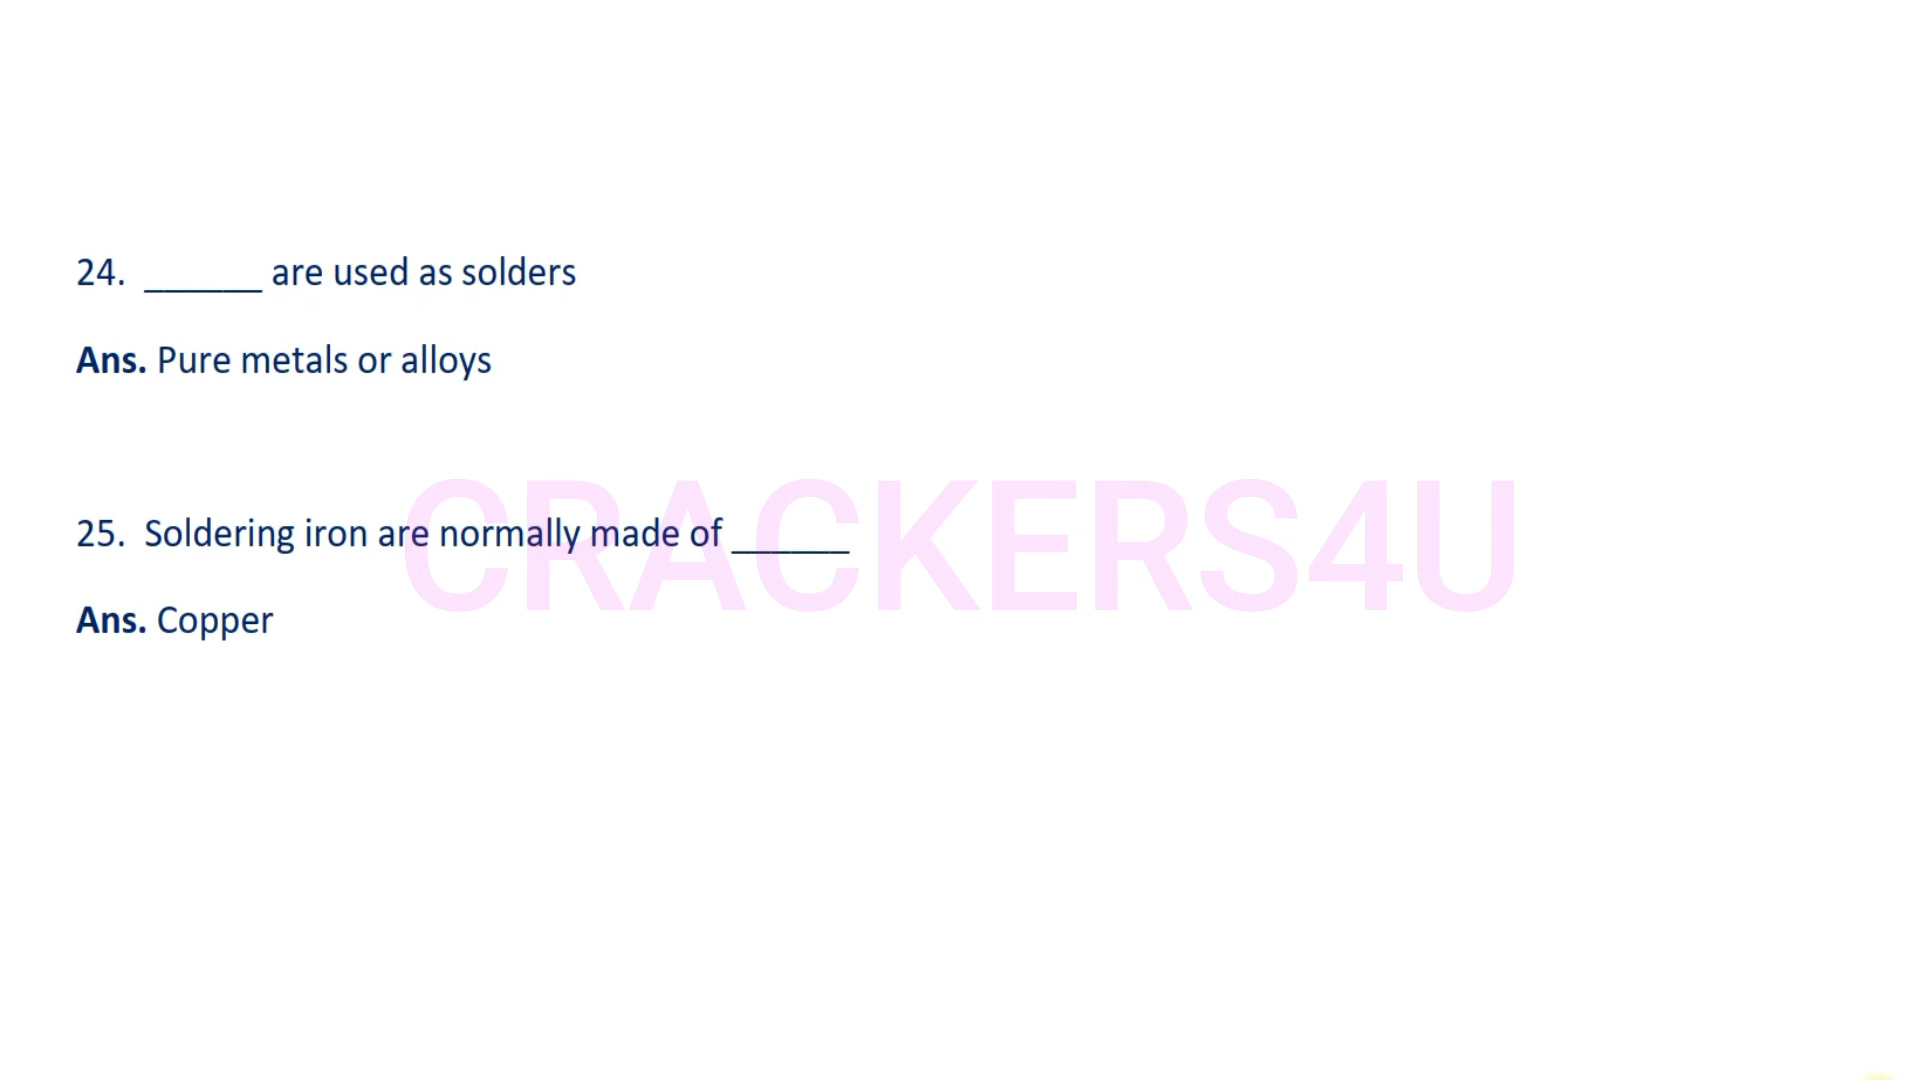 24. ______ are used as solders
Ans. Pure metals or alloys
CRACKERS4U
25. Soldering iron are normally made of ______
Ans. Copper